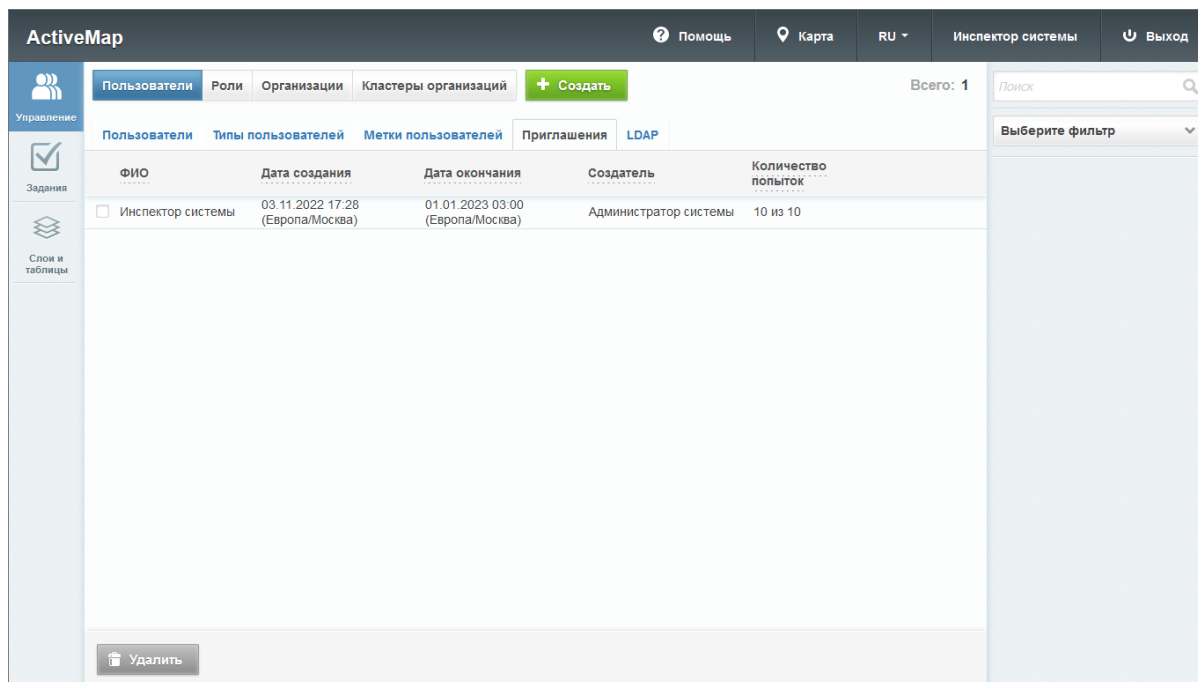 ActiveMap
Помощь
Карта
RU
Инспектор системы
Выход
Управление
Задания
Слои и
таблицы
Пользователи
Роли
Организации
Кластеры организаций
Создать
Всего: 1
Пользователи
Типы пользователей
Метки пользователей
Приглашения
LDAP
ФИО
Дата создания
Дата окончания
Создатель
Количество
попыток
Инспектор системы
03.11.2022 17:28
(Европа/Москва)
01.01.2023 03:00
(Европа/Москва)
Администратор системы
10 из 10
Поиск
Выберите фильтр
Удалить